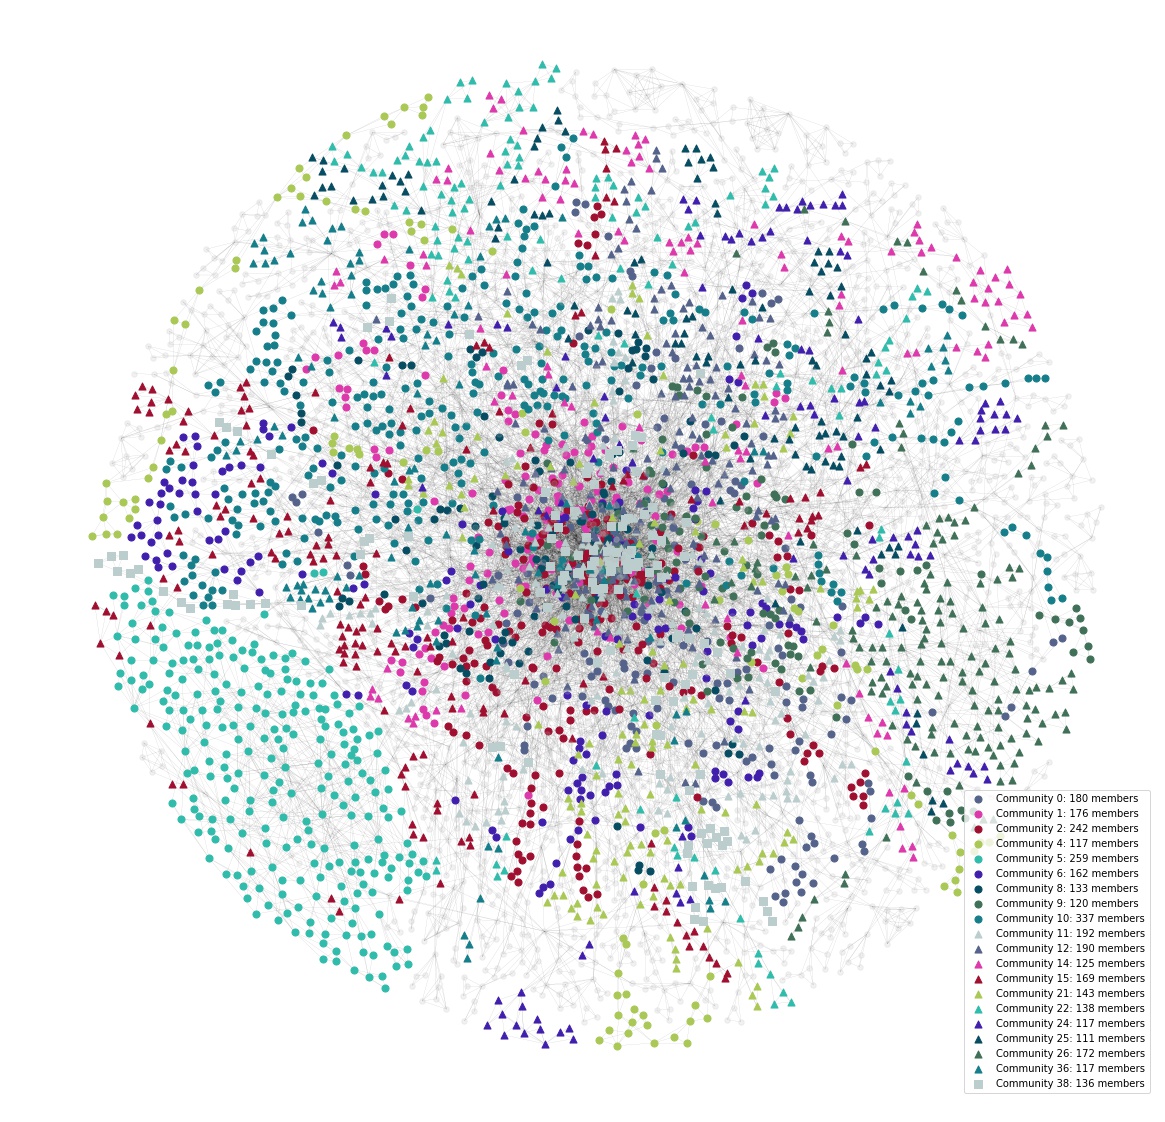 Community 0: 180 members
Community 1: 176 members
Community 2: 242 members
Community 4: 117 members
Community 5: 259 members
Community 6: 162 members
Community 8: 133 members
Community 9: 120 members
Community 10: 337 members
Community 11: 192 members
Community 12: 190 members
Community 14: 125 members
Community 15: 169 members
Community 21: 143 members
Community 22: 138 members
Community 24: 117 members
Community 25: 111 members
Community 26: 172 members
Community 36: 117 members
Community 38: 136 members